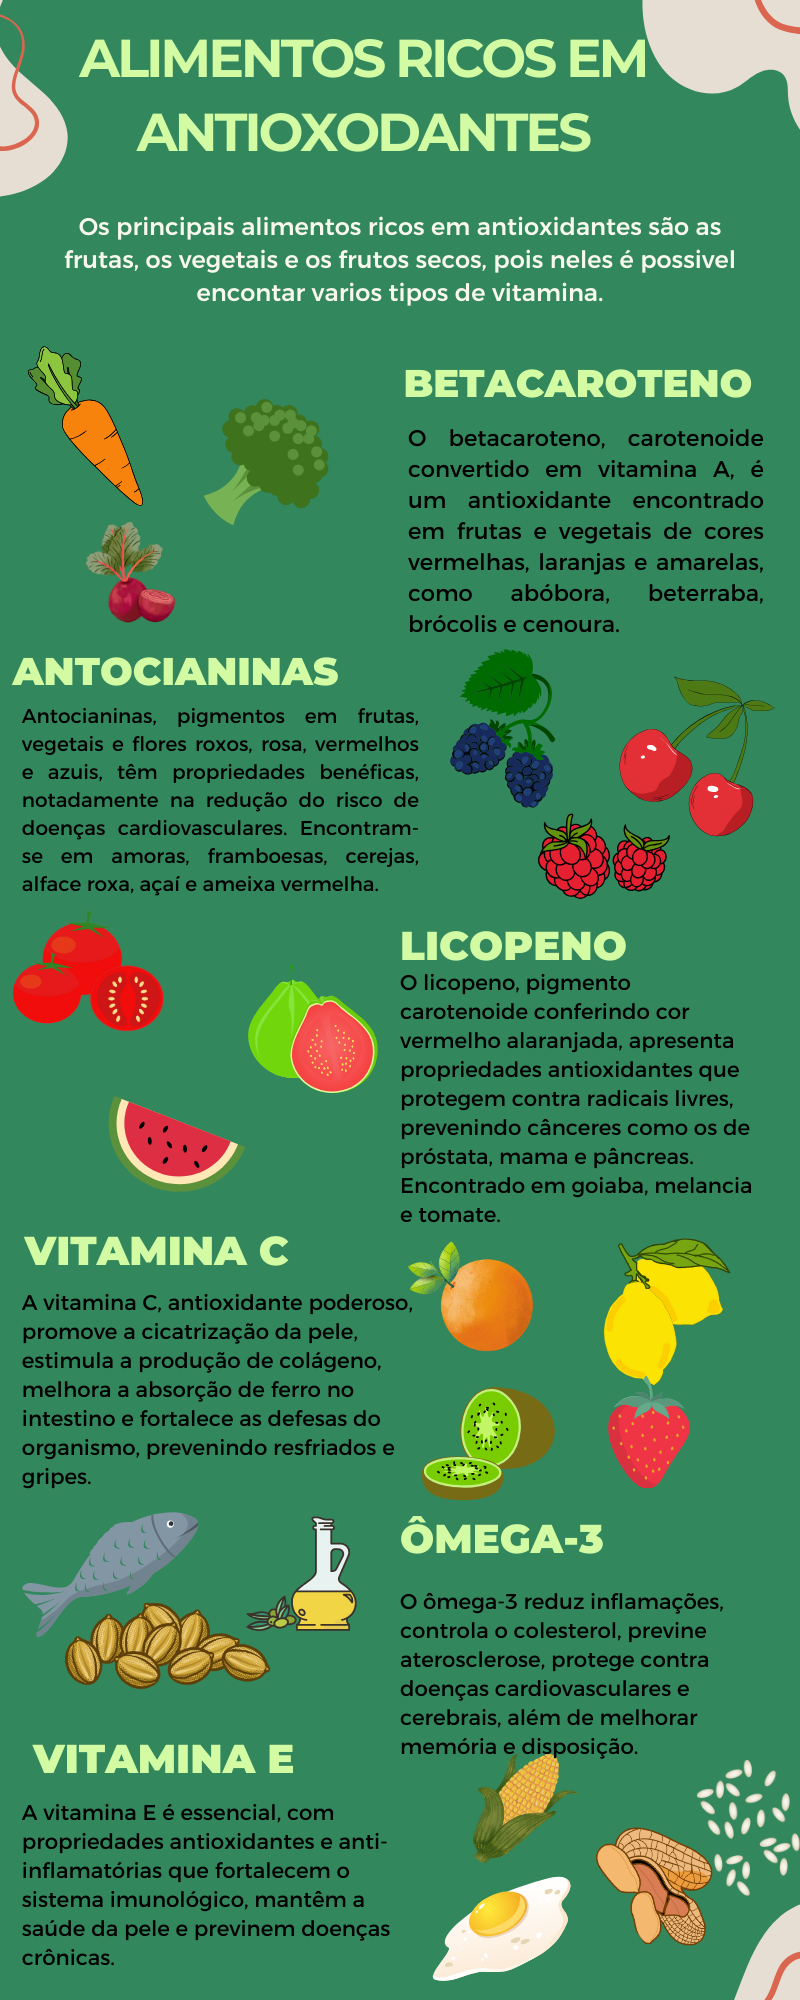 ALIMENTOS RICOS EM
ANTIOXODANTES
Os principais alimentos ricos em antioxidantes são as
frutas, os vegetais e os frutos secos, pois neles é possivel
encontar varios tipos de vitamina.
BETACAROTENO
O betacaroteno, carotenoide
convertido em vitamina A, é
um antioxidante encontrado
em frutas e vegetais de cores
vermelhas, laranjas e amarelas,
como abóbora, beterraba,
brócolis e cenoura.
ANTOCIANINAS
Antocianinas, pigmentos em frutas,
vegetais e flores roxos, rosa, vermelhos
e azuis, têm propriedades benéficas,
notadamente na redução do risco de
doenças cardiovasculares. Encontram-
se em amoras, framboesas, cerejas,
alface roxa, açaí e ameixa vermelha.
LICOPENO
O licopeno, pigmento
carotenoide conferindo cor
vermelho alaranjada, apresenta
propriedades antioxidantes que
protegem contra radicais livres,
prevenindo cânceres como os de
próstata, mama e pâncreas.
Encontrado em goiaba, melancia
e tomate.
VITAMINA C
A vitamina C, antioxidante poderoso,
promove a cicatrização da pele,
estimula a produção de colágeno,
melhora a absorção de ferro no
intestino e fortalece as defesas do
organismo, prevenindo resfriados e
gripes.
ÔMEGA-3
O ômega-3 reduz inflamações,
controla o colesterol, previne
aterosclerose, protege contra
doenças cardiovasculares e
cerebrais, além de melhorar
memória e disposição.
VITAMINA E
A vitamina E é essencial, com
propriedades antioxidantes e anti-
inflamatórias que fortalecem o
sistema imunológico, mantêm a
saúde da pele e previnem doenças
crônicas.